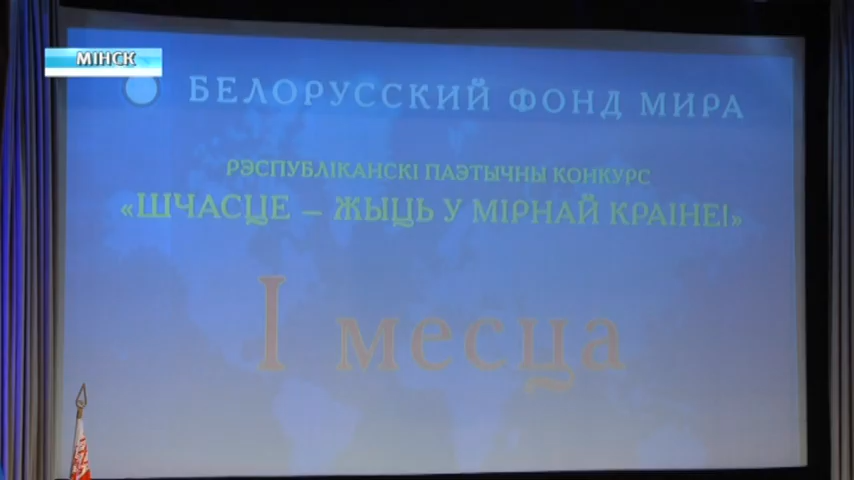 МІНСК
БЕЛОРУССКИЙ ФОНД МИРА
РЭСПУБЛІКАНСКІ ПАЭТЫЧНЫ КОНКУРС
«ШЧАСЦЕ – ЖЫЦЬ У МІРНАЙ КРАІНЕ!»
I месца